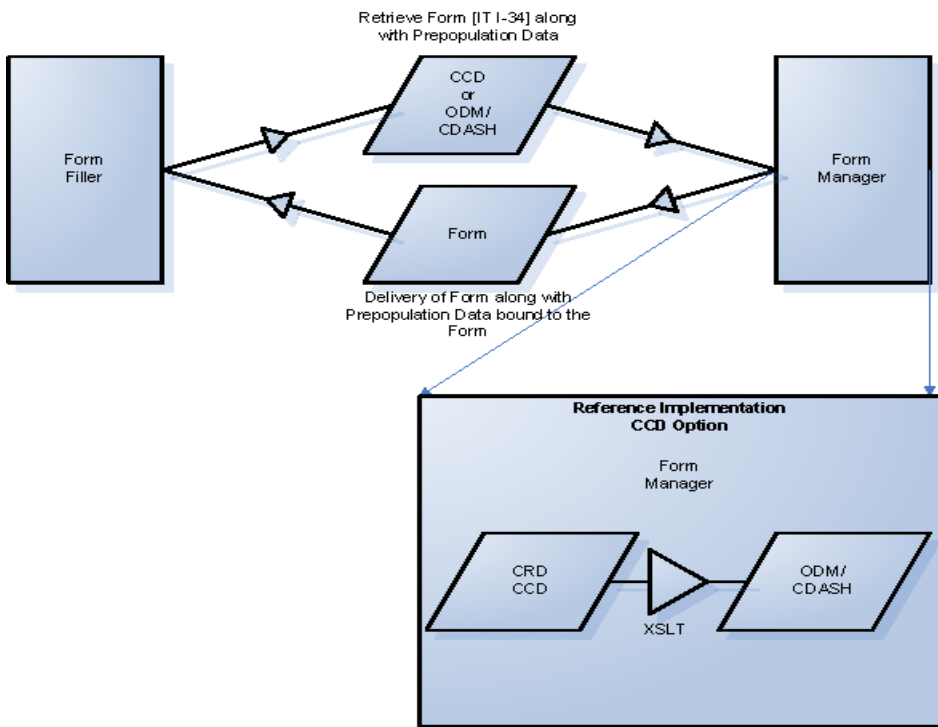 Retrieve Form [IT I-34] along
with Prepopulation Data
CCD
or
ODM/
CDASH
Form
Filler
Form
Manager
Form
Delivery of Form along with
Prepopulation Data bound to the
Form
Reference Implementation
CCD Option
Form
Manager
CRD
CCD
XSLT
ODM/
CDASH